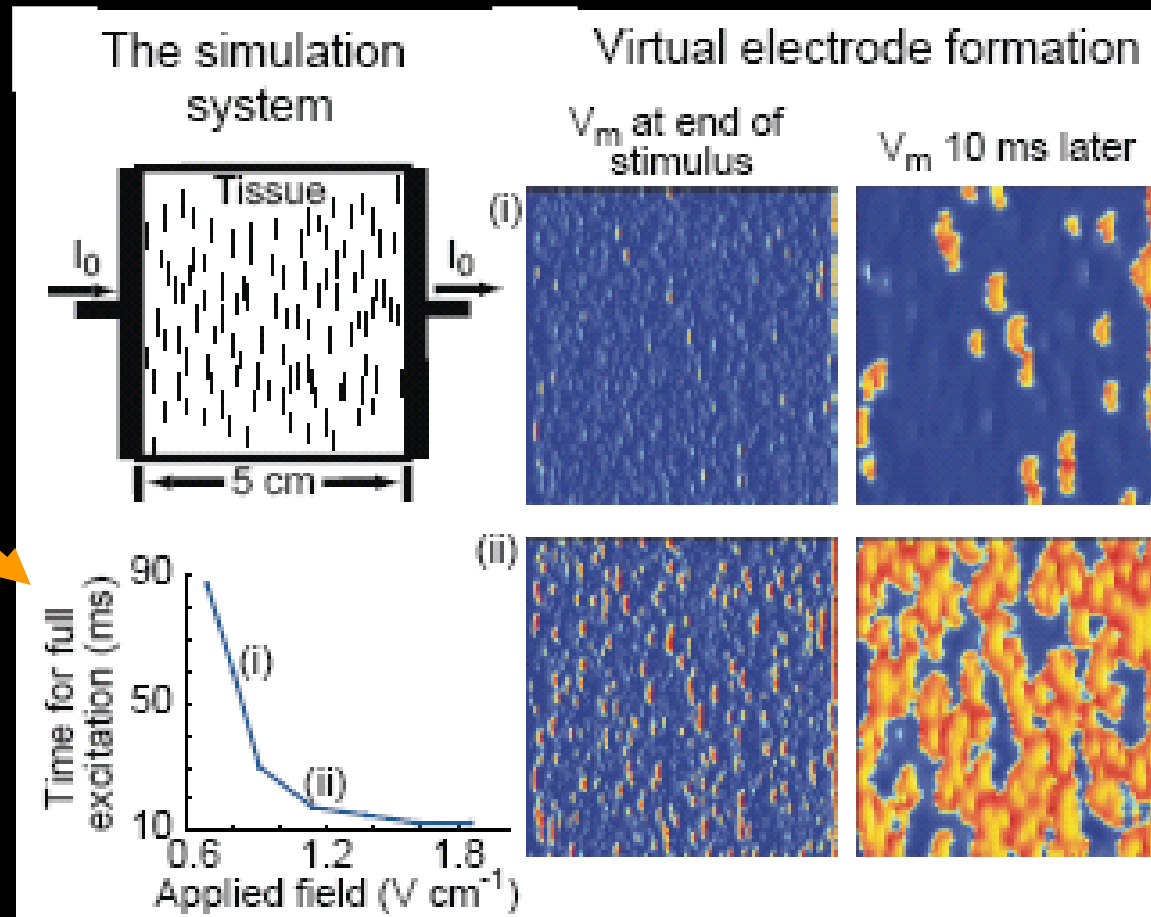 The simulation
system
Tissue
I₀
I₀
5 cm
Virtual electrode formation
Vₘ at end of
stimulus
Vₘ 10 ms later
(i)
(ii)
Time for full
excitation (ms)
90
50
10
(i)
(ii)
0.6 1.2 1.8
Applied field (V cm⁻¹)